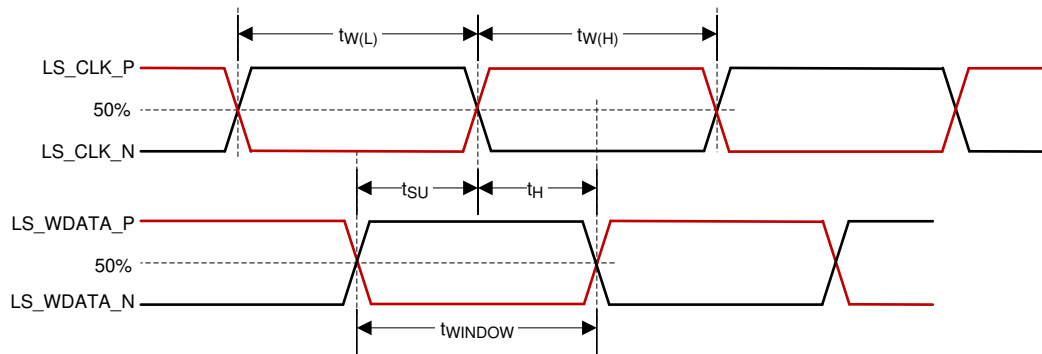 tW(L)
tW(H)
LS_CLK_P
50%
LS_CLK_N
tSU
tH
LS_WDATA_P
50%
LS_WDATA_N
tWINDOW